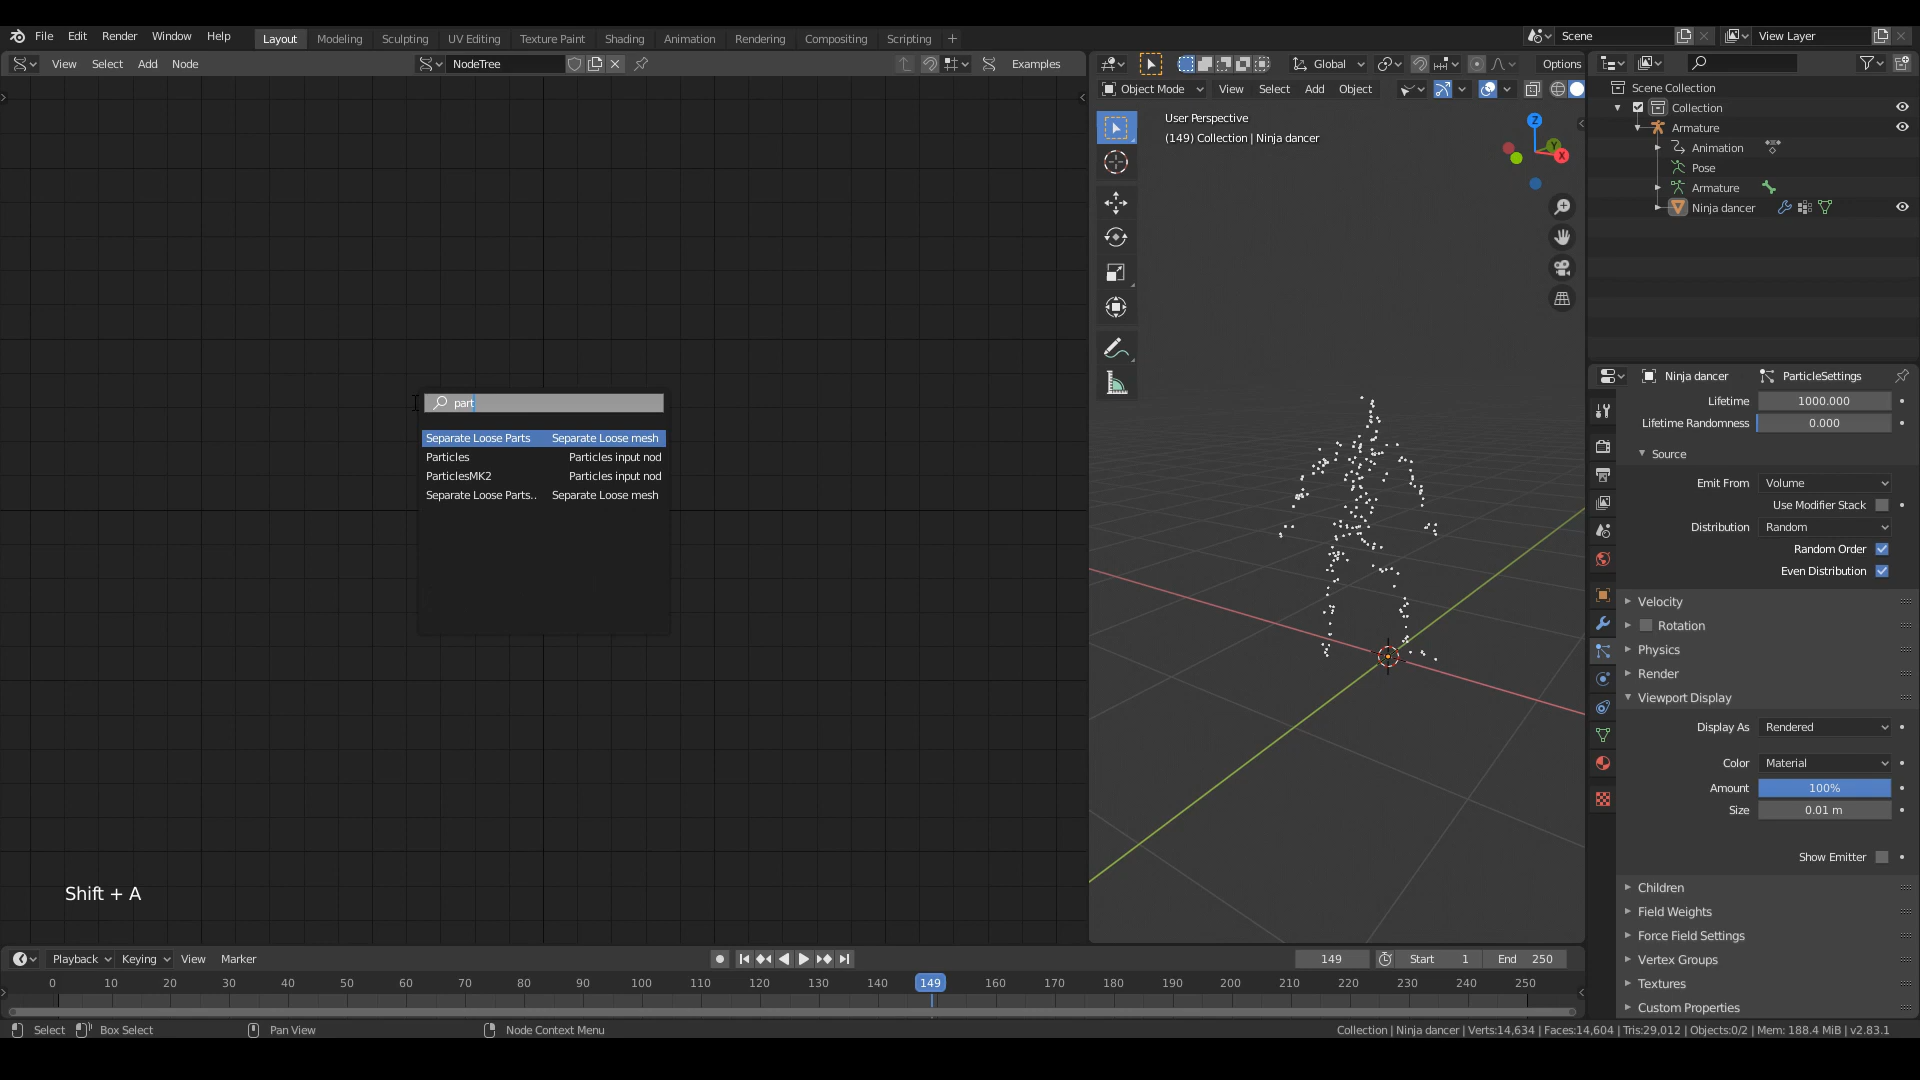 File Edit Render Window Help Layout Modeling Sculpting UV Editing Texture Paint Shading Animation Rendering Compositing Scripting + Scene View Layer
View Select Add Node NodeTree Examples Global Options
Object Mode View Select Add Object
User Perspective
(149) Collection | Ninja dancer
Z
Y
X
Scene Collection
Collection
Armature
Animation
Pose
Armature
Ninja dancer
part
Separate Loose Parts Separate Loose mesh
Particles Particles input nod
ParticlesMK2 Particles input nod
Separate Loose Parts.. Separate Loose mesh
Shift + A
Ninja dancer ParticleSettings
Lifetime 1000.000
Lifetime Randomness 0.000
Source
Emit From Volume
Use Modifier Stack
Distribution Random
Random Order
Even Distribution
Velocity
Rotation
Physics
Render
Viewport Display
Display As Rendered
Color Material
Amount 100%
Size 0.01 m
Show Emitter
Children
Field Weights
Force Field Settings
Vertex Groups
Textures
Custom Properties
Playback Keying View Marker 149 Start 1 End 250
0 10 20 30 40 50 60 70 80 90 100 110 120 130 140 149 160 170 180 190 200 210 220 230 240 250
Select Box Select Pan View Node Context Menu Collection | Ninja dancer | Verts:14,634 | Faces:14,604 | Tris:29,012 | Objects:0/2 | Mem: 188.4 MiB | v2.83.1